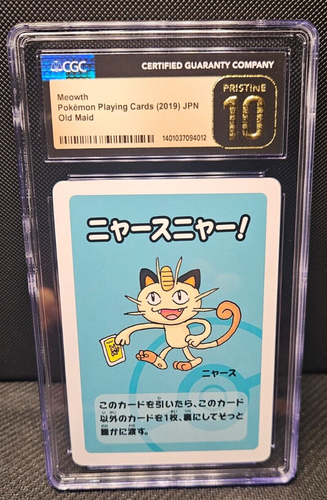 CGC
CERTIFIED GUARANTY COMPANY
Meowth
Pokémon Playing Cards (2019) JPN
Old Maid
1401037094012
PRISTINE
10
ニャースニャー!
ニャース
このカードを引いたら、このカード
以外のカードを1枚、裏にしてそっと
誰かに渡す。